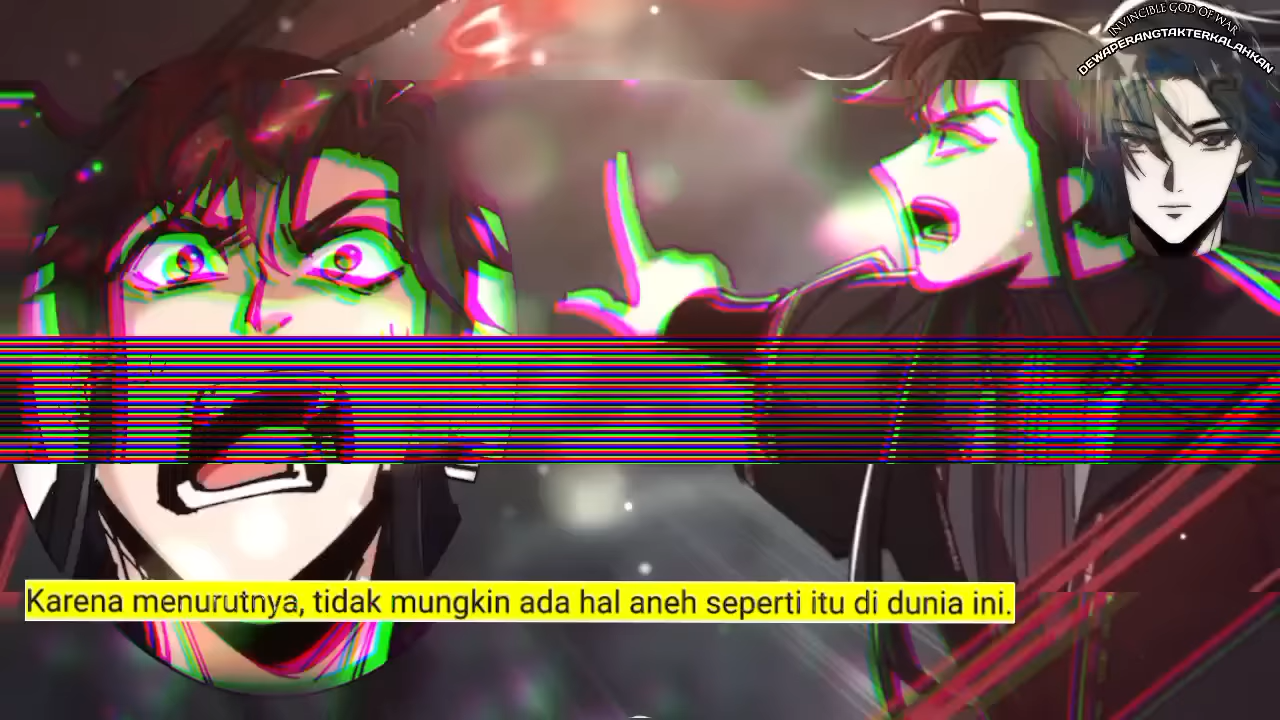 INVINCIBLE GOD OF WAR
DEWAPERANGTAKTERKALAHKAN
Karena menurutnya, tidak mungkin ada hal aneh seperti itu di dunia ini.